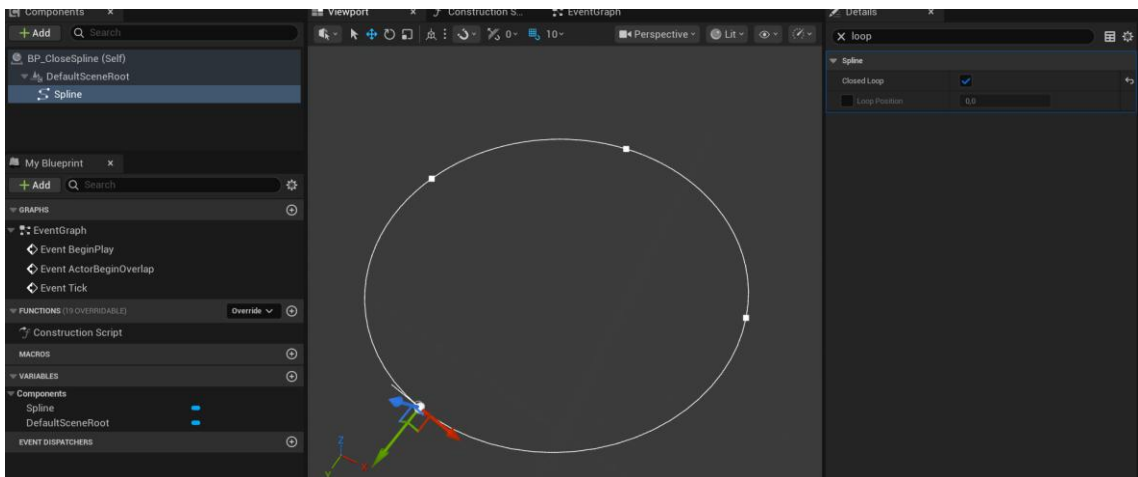 Components
+ Add
Search
BP_CloseSpline (Self)
DefaultSceneRoot
Spline
My Blueprint
+ Add
Search
GRAPHS
EventGraph
Event BeginPlay
Event ActorBeginOverlap
Event Tick
FUNCTIONS (19 OVERRIDABLE)
Override
Construction Script
MACROS
VARIABLES
Components
Spline
DefaultSceneRoot
EVENT DISPATCHERS
Viewport
Construction S...
EventGraph
0
10
Perspective
Lit
Z
X
Y
Details
loop
Spline
Closed Loop
Loop Position
0,0